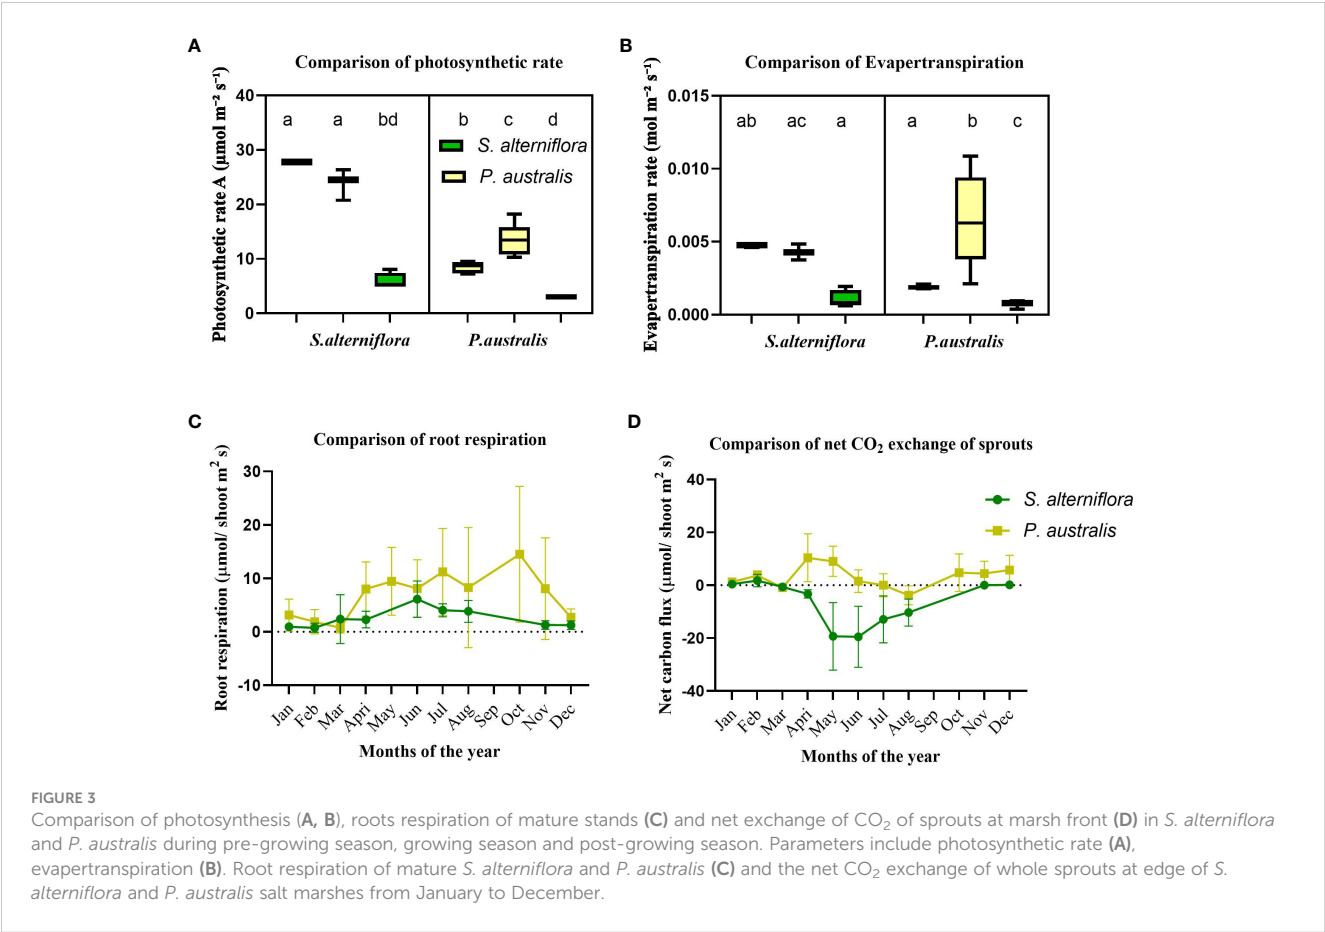 A
Comparison of photosynthetic rate
Photosynthetic rate A (μmol m⁻² s⁻¹)
40
30
20
10
0
a a bd b c d
S. alterniflora
P. australis
S.alterniflora P.australis
B
Comparison of Evapertranspiration
Evapertranspiration rate (mol m⁻² s⁻¹)
0.015
0.010
0.005
0.000
ab ac a a b c
S.alterniflora P.australis
C
Comparison of root respiration
Root respiration (μmol/ shoot m² s)
30
20
10
0
-10
Jan Feb Mar Apri May Jun Jul Aug Sep Oct Nov Dec
Months of the year
D
Comparison of net CO₂ exchange of sprouts
Net carbon flux (μmol/ shoot m² s)
40
20
0
-20
-40
S. alterniflora
P. australis
Jan Feb Mar Apri May Jun Jul Aug Sep Oct Nov Dec
Months of the year
FIGURE 3
Comparison of photosynthesis (A, B), roots respiration of mature stands (C) and net exchange of CO₂ of sprouts at marsh front (D) in S. alterniflora
and P. australis during pre-growing season, growing season and post-growing season. Parameters include photosynthetic rate (A),
evapertranspiration (B). Root respiration of mature S. alterniflora and P. australis (C) and the net CO₂ exchange of whole sprouts at edge of S.
alterniflora and P. australis salt marshes from January to December.